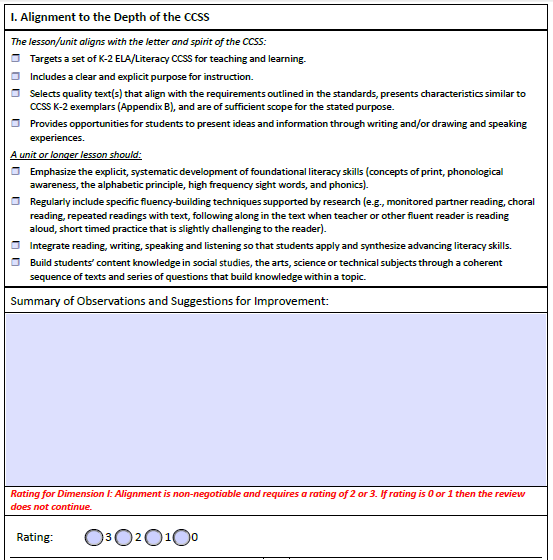 I. Alignment to the Depth of the CCSS
The lesson/unit aligns with the letter and spirit of the CCSS:
Targets a set of K-2 ELA/Literacy CCSS for teaching and learning.
Includes a clear and explicit purpose for instruction.
Selects quality text(s) that align with the requirements outlined in the standards, presents characteristics similar to
CCSS K-2 exemplars (Appendix B), and are of sufficient scope for the stated purpose.
Provides opportunities for students to present ideas and information through writing and/or drawing and speaking
experiences.
A unit or longer lesson should:
Emphasize the explicit, systematic development of foundational literacy skills (concepts of print, phonological
awareness, the alphabetic principle, high frequency sight words, and phonics).
Regularly include specific fluency-building techniques supported by research (e.g., monitored partner reading, choral
reading, repeated readings with text, following along in the text when teacher or other fluent reader is reading
aloud, short timed practice that is slightly challenging to the reader).
Integrate reading, writing, speaking and listening so that students apply and synthesize advancing literacy skills.
Build students' content knowledge in social studies, the arts, science or technical subjects through a coherent
sequence of texts and series of questions that build knowledge within a topic.
Summary of Observations and Suggestions for Improvement:
Rating for Dimension I: Alignment is non-negotiable and requires a rating of 2 or 3. If rating is 0 or 1 then the review
does not continue.
Rating: 3 2 1 0